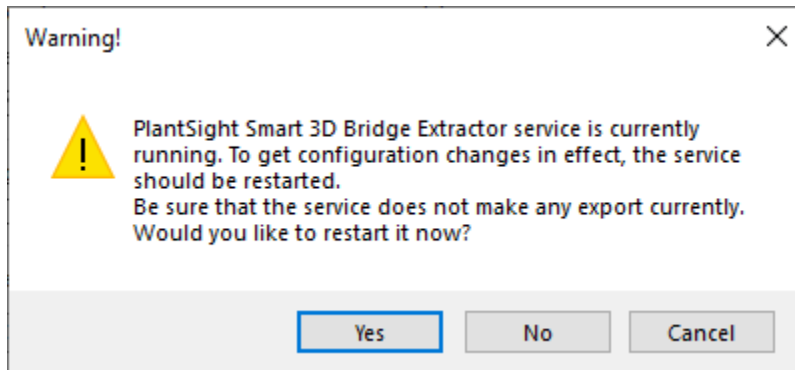 Warning!
PlantSight Smart 3D Bridge Extractor service is currently
running. To get configuration changes in effect, the service
should be restarted.
Be sure that the service does not make any export currently.
Would you like to restart it now?
Yes No Cancel